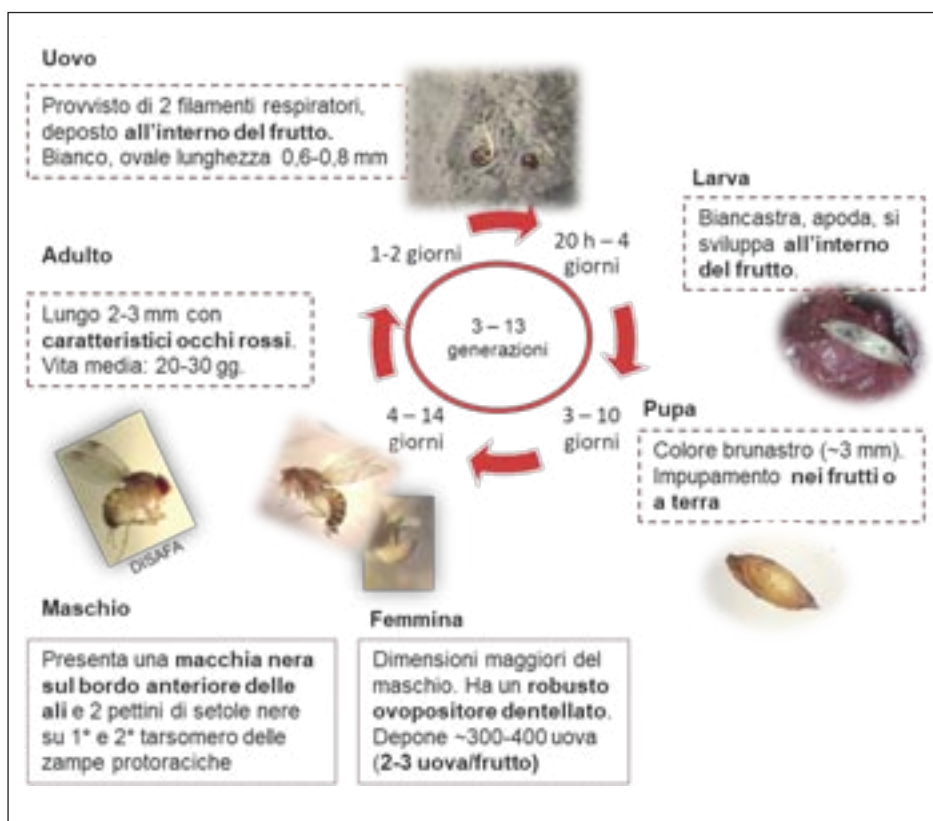 Uovo
Provvisto di 2 filamenti respiratori,
deposto all'interno del frutto.
Bianco, ovale lunghezza 0,6-0,8 mm
Larva
Biancastra, apoda, si
sviluppa all'interno
del frutto.
1-2 giorni
20 h – 4
giorni
Adulto
Lungo 2-3 mm con
caratteristici occhi rossi.
Vita media: 20-30 gg.
3 – 13
generazioni
4 – 14
giorni
3 – 10
giorni
Pupa
Colore brunastro (~3 mm).
Impupamento nei frutti o
a terra
DISAFA
Maschio
Presenta una macchia nera
sul bordo anteriore delle
ali e 2 pettini di setole nere
su 1° e 2° tarsomero delle
zampe protoraciche
Femmina
Dimensioni maggiori del
maschio. Ha un robusto
ovopositore dentellato.
Depone ~300-400 uova
(2-3 uova/frutto)